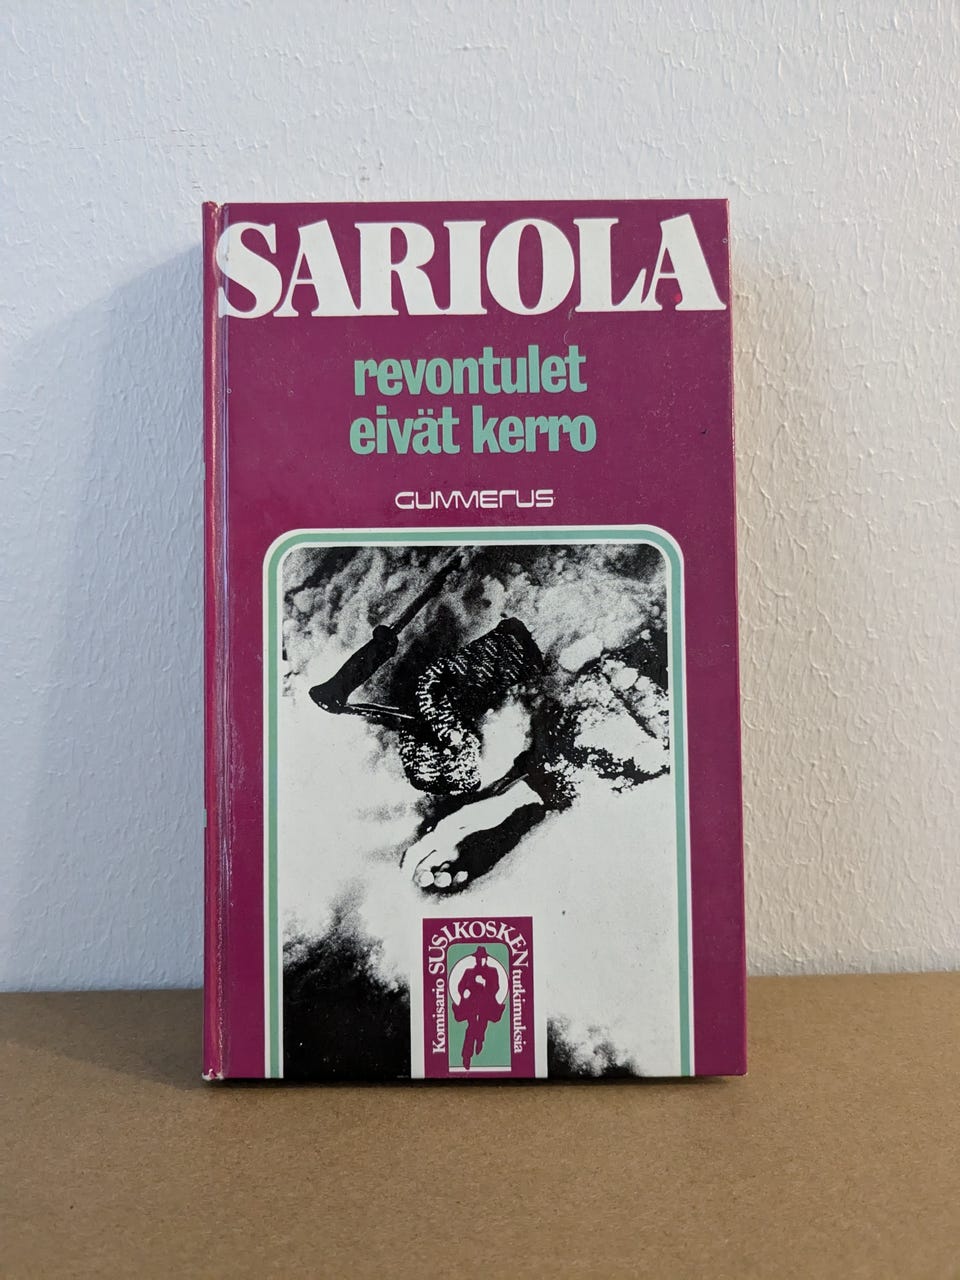 SARIOLA
revontulet
eivät kerro
GUMMERUS
Komisario SUSIKOSKEN tutkimuksia